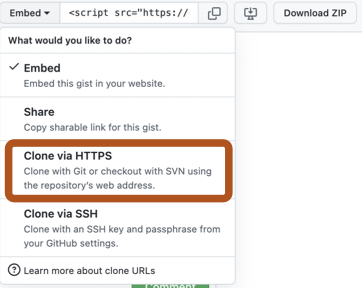 Embed <script src="https:// Download ZIP
What would you like to do?
Embed
Embed this gist in your website.
Share
Copy sharable link for this gist.
Clone via HTTPS
Clone with Git or checkout with SVN using
the repository's web address.
Clone via SSH
Clone with an SSH key and passphrase from
your GitHub settings.
Learn more about clone URLs
Comment